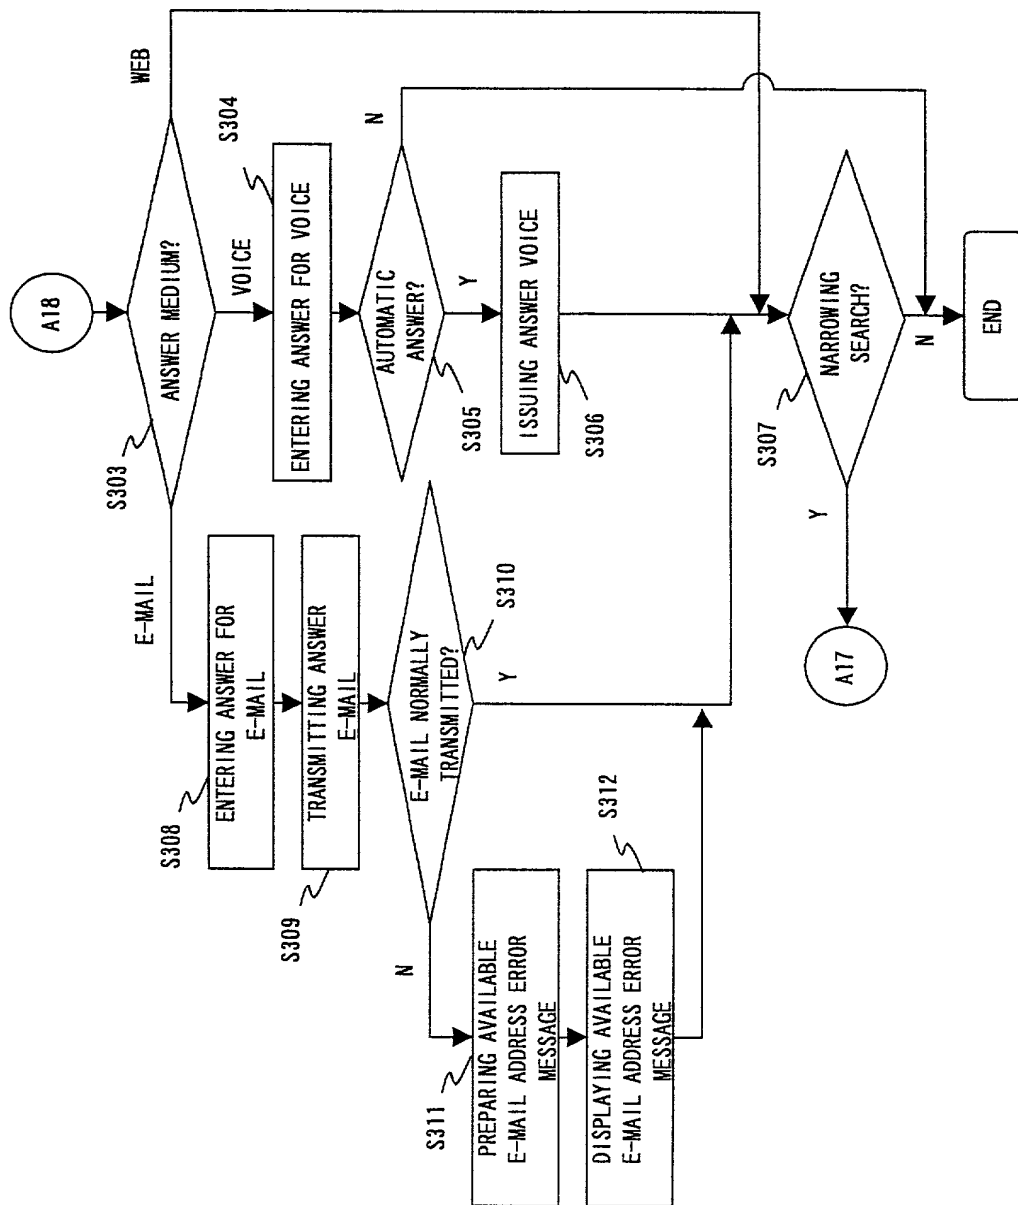 A18
ANSWER MEDIUM?
S303
E-MAIL
VOICE
WEB
S304
ENTERING ANSWER FOR VOICE
AUTOMATIC
ANSWER?
S305
N
Y
ISSUING ANSWER VOICE
S306
S308
ENTERING ANSWER FOR
E-MAIL
TRANSMITTING ANSWER
E-MAIL
S309
E-MAIL NORMALLY
TRANSMITTED?
S310
N
Y
S311
PREPARING AVAILABLE
E-MAIL ADDRESS ERROR
MESSAGE
DISPLAYING AVAILABLE
E-MAIL ADDRESS ERROR
MESSAGE
S312
S307
NARROWING
SEARCH?
Y
N
A17
END